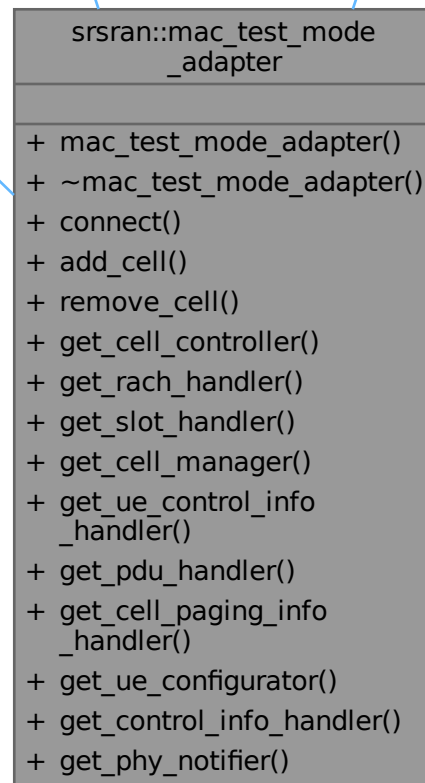 srsran::mac_test_mode
_adapter
+ mac_test_mode_adapter()
+ ~mac_test_mode_adapter()
+ connect()
+ add_cell()
+ remove_cell()
+ get_cell_controller()
+ get_rach_handler()
+ get_slot_handler()
+ get_cell_manager()
+ get_ue_control_info
_handler()
+ get_pdu_handler()
+ get_cell_paging_info
_handler()
+ get_ue_configurator()
+ get_control_info_handler()
+ get_phy_notifier()